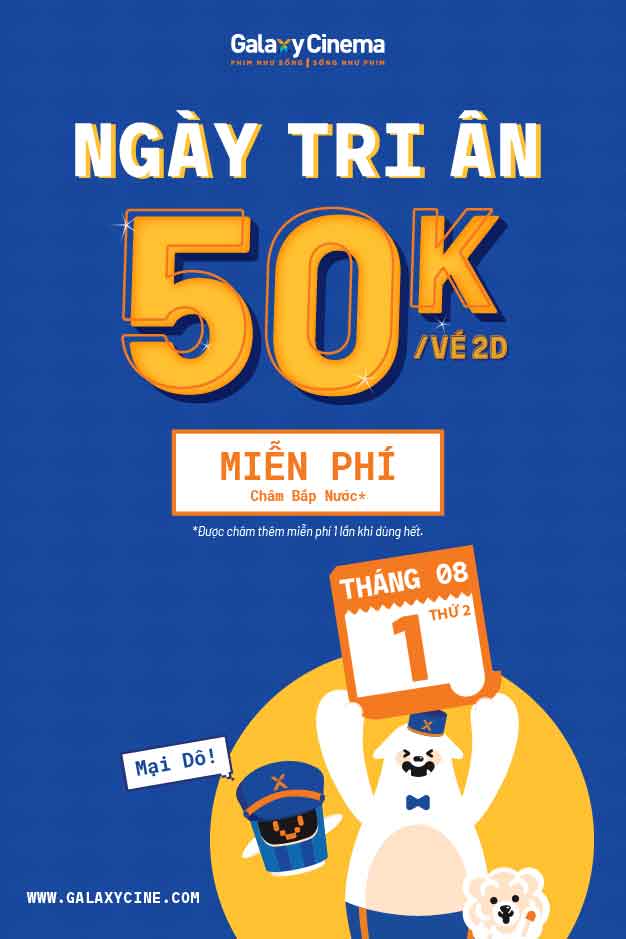 Galaxy Cinema
PHIM NHƯ SỐNG | SỐNG NHƯ PHIM
NGÀY TRI ÂN
50K
/VÉ 2D
MIỄN PHÍ
Châm Bắp Nước*
*Được châm thêm miễn phí 1 lần khi dùng hết.
THÁNG 08
THỨ 2
1
Mại Dô!
WWW.GALAXYCINE.COM